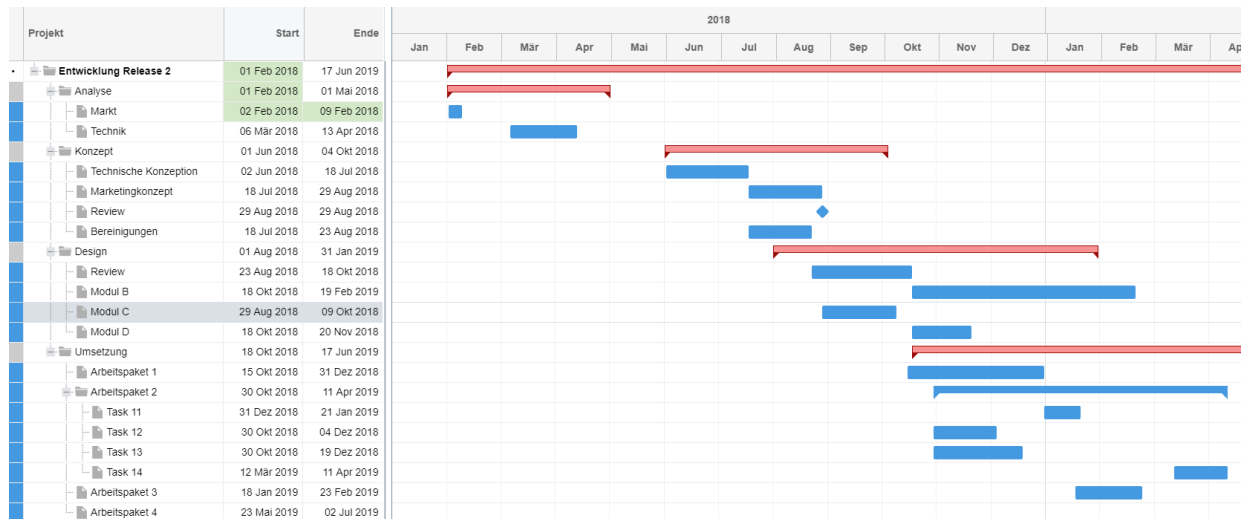 2018
Projekt Start Ende
Jan Feb Mär Apr Mai Jun Jul Aug Sep Okt Nov Dez Jan Feb Mär
Entwicklung Release 2 01 Feb 2018 17 Jun 2019
Analyse 01 Feb 2018 01 Mai 2018
Markt 02 Feb 2018 09 Feb 2018
Technik 06 Mär 2018 13 Apr 2018
Konzept 01 Jun 2018 04 Okt 2018
Technische Konzeption 02 Jun 2018 18 Jul 2018
Marketingkonzept 18 Jul 2018 29 Aug 2018
Review 29 Aug 2018 29 Aug 2018
Bereinigungen 18 Jul 2018 23 Aug 2018
Design 01 Aug 2018 31 Jan 2019
Review 23 Aug 2018 18 Okt 2018
Modul B 18 Okt 2018 19 Feb 2019
Modul C 29 Aug 2018 09 Okt 2018
Modul D 18 Okt 2018 20 Nov 2018
Umsetzung 18 Okt 2018 17 Jun 2019
Arbeitspaket 1 15 Okt 2018 31 Dez 2018
Arbeitspaket 2 30 Okt 2018 11 Apr 2019
Task 11 31 Dez 2018 21 Jan 2019
Task 12 30 Okt 2018 04 Dez 2018
Task 13 30 Okt 2018 19 Dez 2018
Task 14 12 Mär 2019 11 Apr 2019
Arbeitspaket 3 18 Jan 2019 23 Feb 2019
Arbeitspaket 4 23 Mai 2019 02 Jul 2019